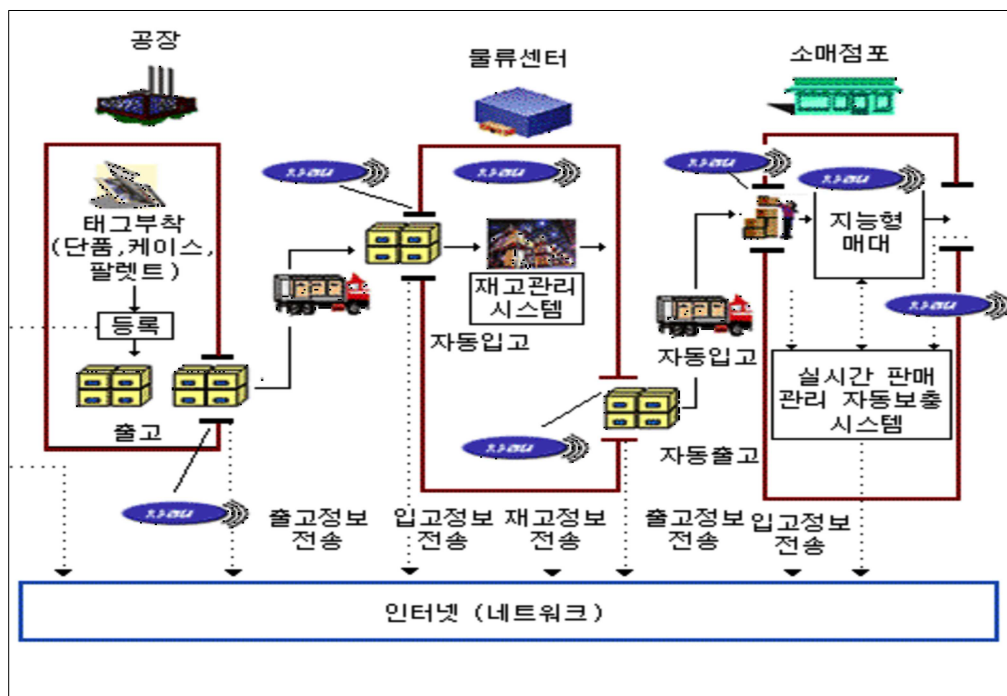 공장
물류센터
소매점포
태그부착
(단품,케이스,
팔렛트)
등록
출고
재고관리
시스템
자동입고
자동출고
자동입고
지능형
매대
실시간 판매
관리 자동보충
시스템
출고정보
전송
입고정보
전송
재고정보
전송
출고정보
전송
입고정보
전송
인터넷 (네트워크)